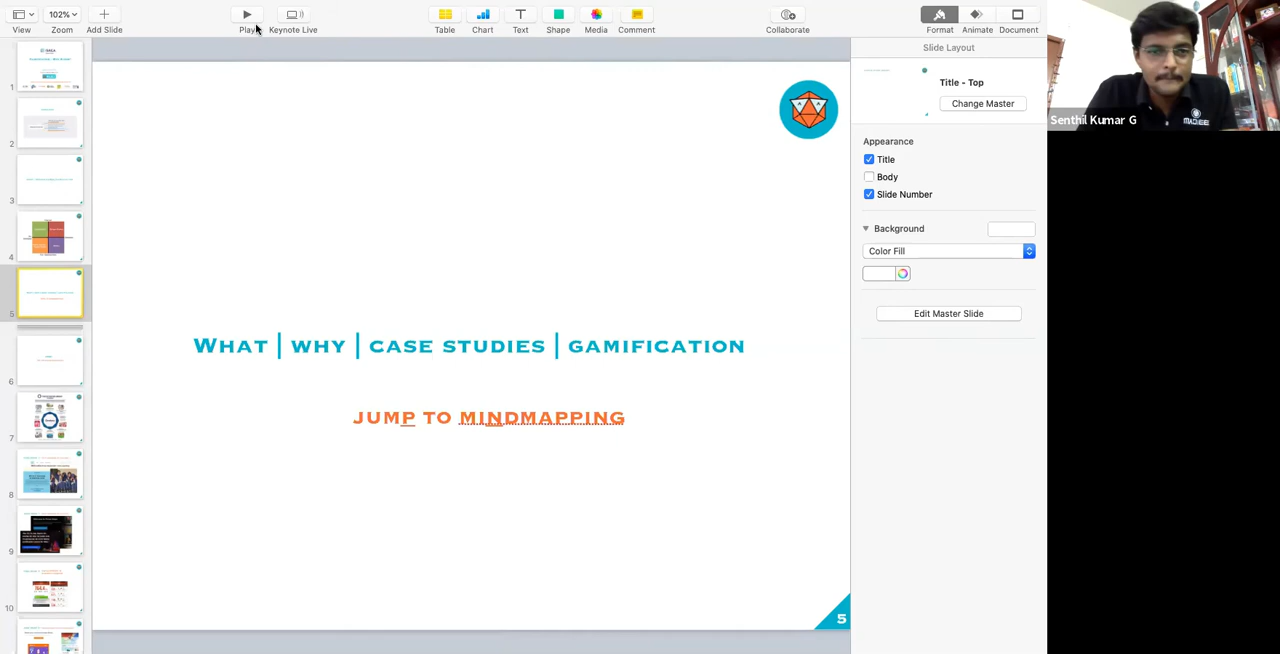 View
102%
Zoom
Add Slide
Play
Keynote Live
Table
Chart
Text
Shape
Media
Comment
Collaborate
Format
Animate
Document
Slide Layout
Title - Top
Change Master
Appearance
Title
Body
Slide Number
Background
Color Fill
Edit Master Slide
1
2
3
4
5
6
7
8
9
10
What | why | case studies | gamification
jump to mindmapping
5
Senthil Kumar G